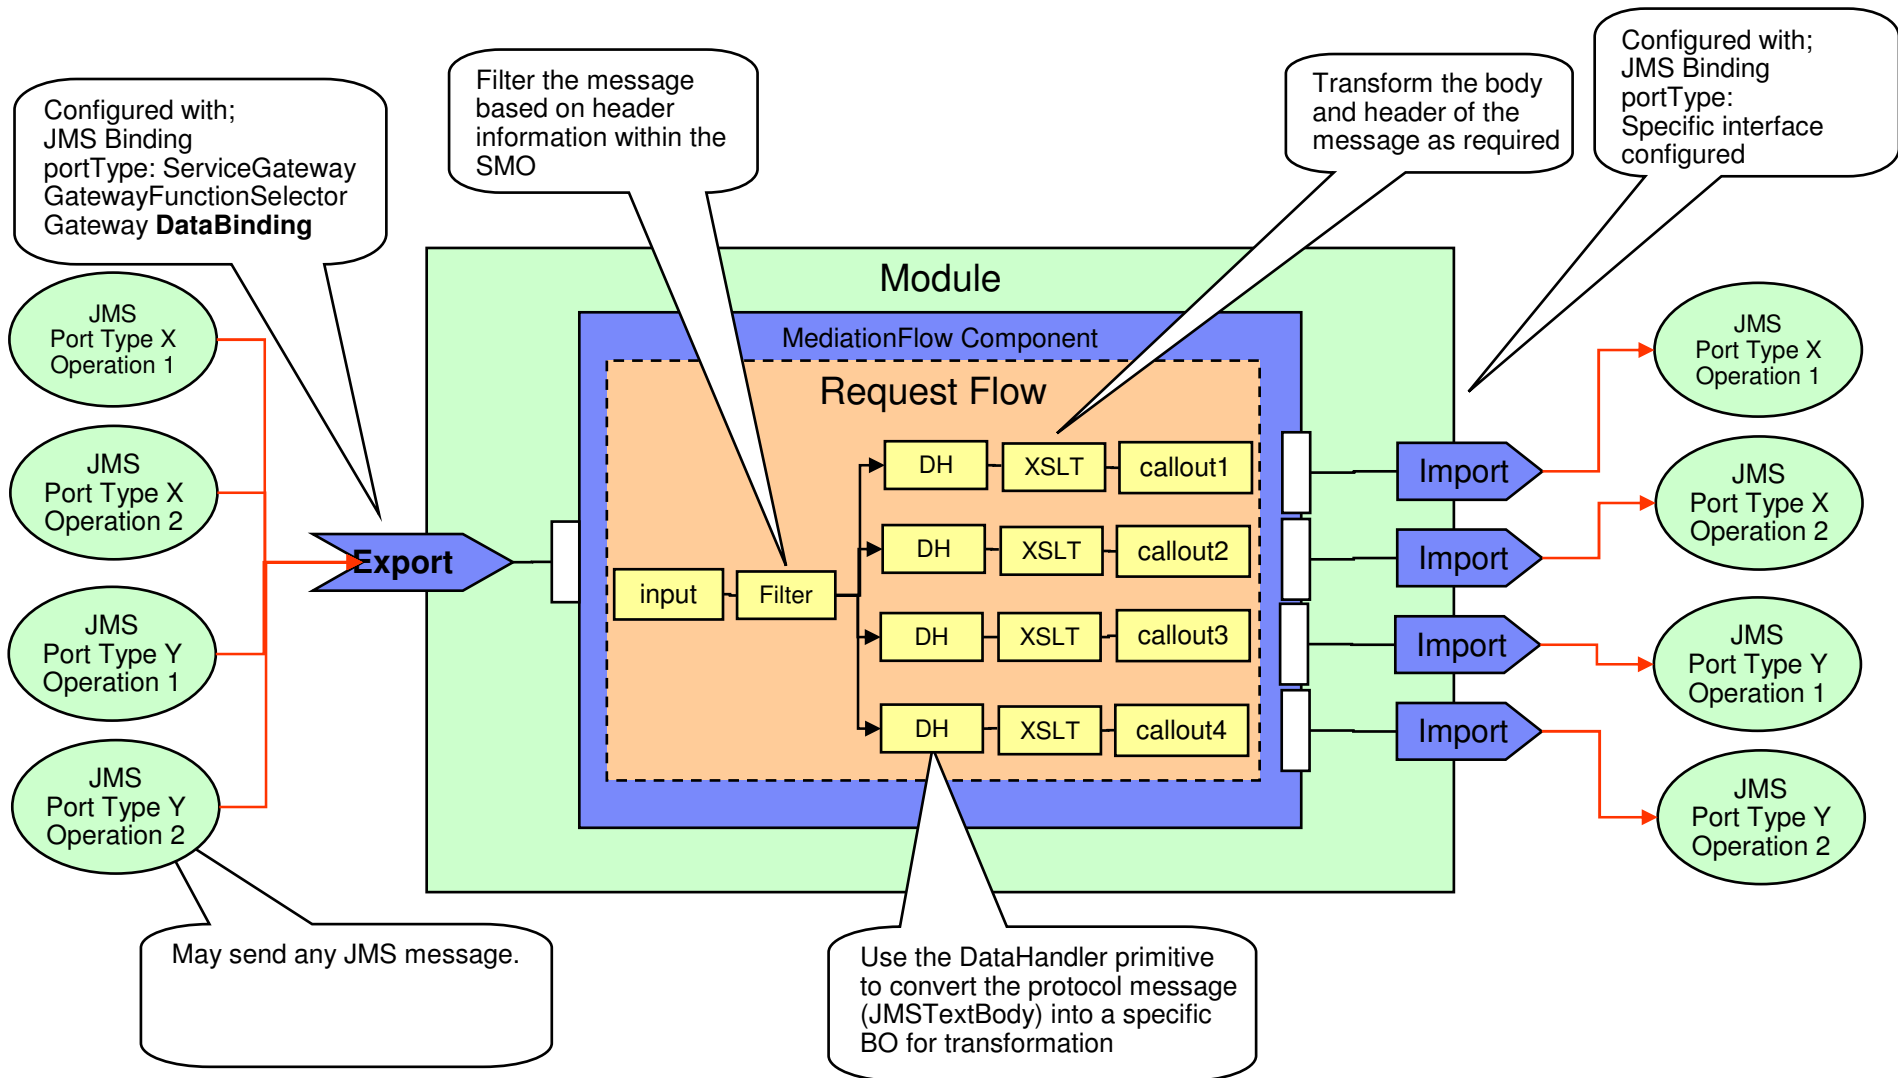 Configured with;
JMS Binding
portType: ServiceGateway
GatewayFunctionSelector
Gateway DataBinding
Filter the message
based on header
information within the
SMO
Transform the body
and header of the
message as required
Configured with;
JMS Binding
portType:
Specific interface
configured
Module
MediationFlow Component
Request Flow
JMS
Port Type X
Operation 1
JMS
Port Type X
Operation 2
JMS
Port Type Y
Operation 1
JMS
Port Type Y
Operation 2
Export
input
Filter
DH
XSLT
callout1
DH
XSLT
callout2
DH
XSLT
callout3
DH
XSLT
callout4
Import
Import
Import
Import
JMS
Port Type X
Operation 1
JMS
Port Type X
Operation 2
JMS
Port Type Y
Operation 1
JMS
Port Type Y
Operation 2
May send any JMS message.
Use the DataHandler primitive
to convert the protocol message
(JMSTextBody) into a specific
BO for transformation